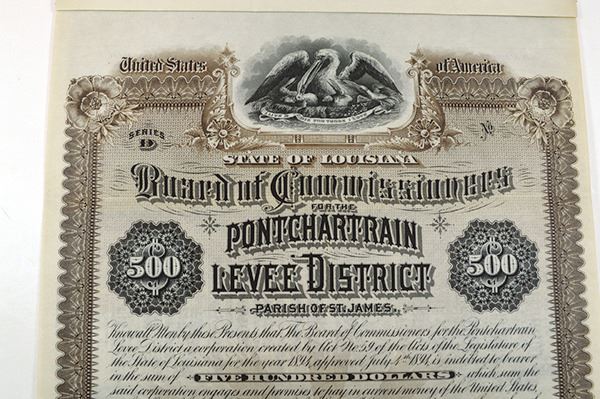 United States of America
SERIES D
No
STATE OF LOUISIANA
Board of Commissioners
FOR THE
PONTCHARTRAIN
LEVEE DISTRICT
$500
$500
PARISH OF ST. JAMES.
Know all Men by these Presents that The Board of Commissioners for the Pontchartrain
Levee District a corporation created by Act No. 59 of the Acts of the Legislature
of the State of Louisiana for the year 1894, approved July 4th 1894, is indebted to bearer
in the sum of FIVE HUNDRED DOLLARS which sum the
said corporation engages and promises to pay in current money of the United States,